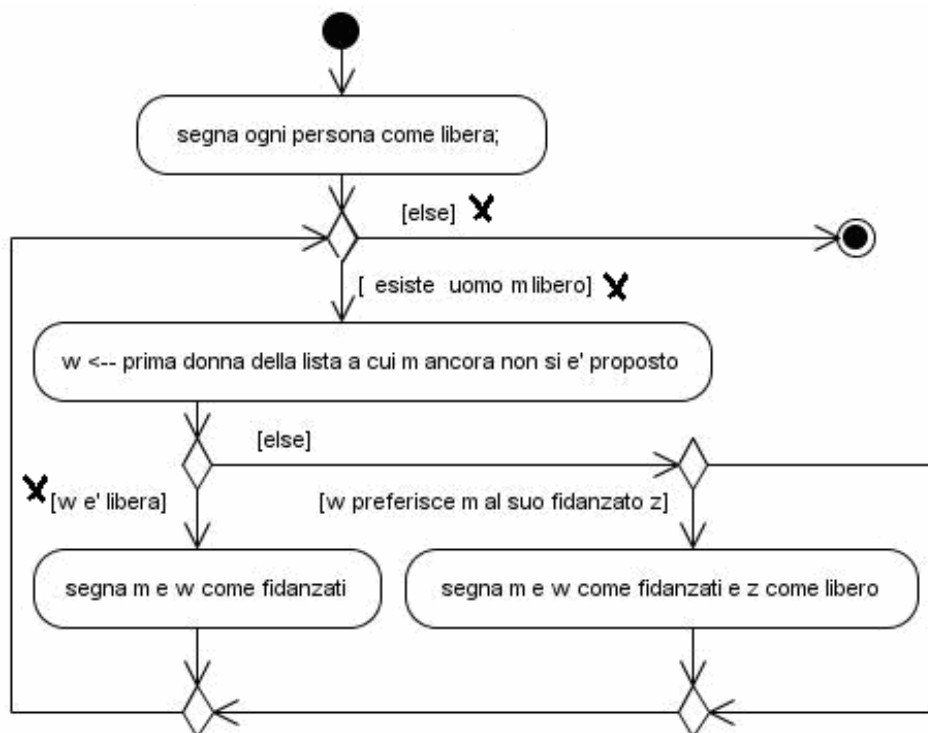 segna ogni persona come libera;
[else]
[ esiste uomo m libero]
w <-- prima donna della lista a cui m ancora non si e' proposto
[else]
[w e' libera]
[w preferisce m al suo fidanzato z]
segna m e w come fidanzati
segna m e w come fidanzati e z come libero